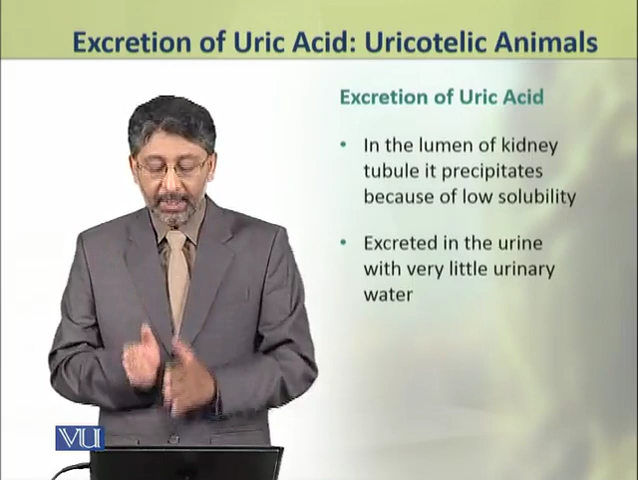 Excretion of Uric Acid: Uricotelic Animals
Excretion of Uric Acid
• In the lumen of kidney
tubule it precipitates
because of low solubility
• Excreted in the urine
with very little urinary
water
VU